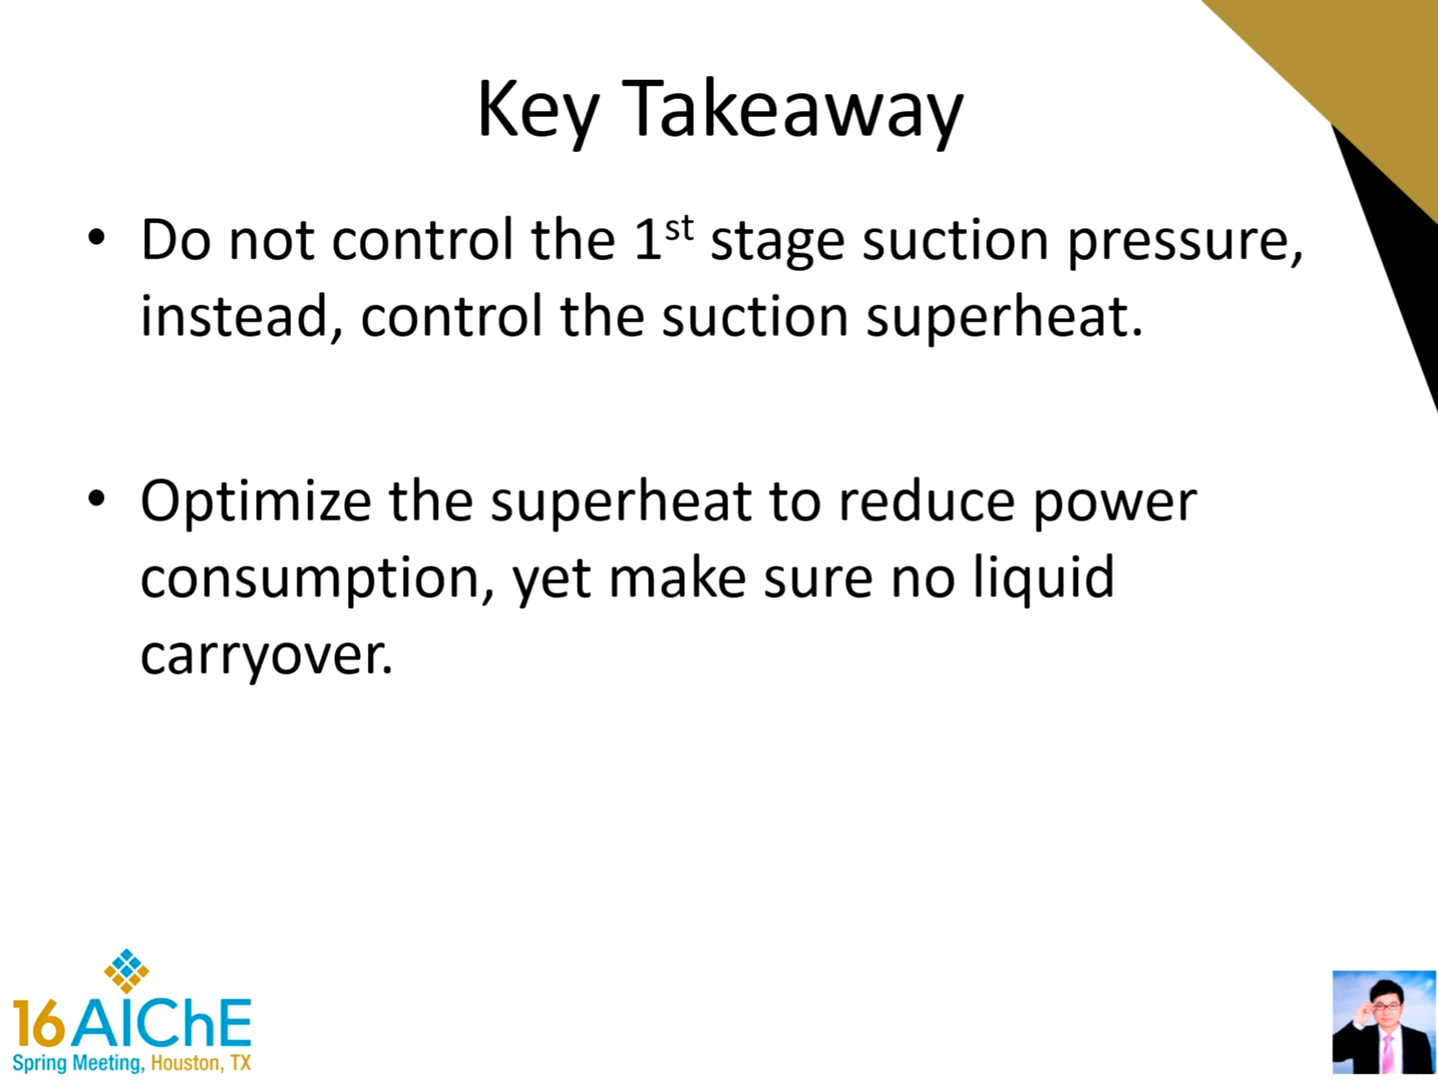 Key Takeaway
• Do not control the 1st stage suction pressure,
instead, control the suction superheat.
• Optimize the superheat to reduce power
consumption, yet make sure no liquid
carryover.
16 AIChE
Spring Meeting, Houston, TX